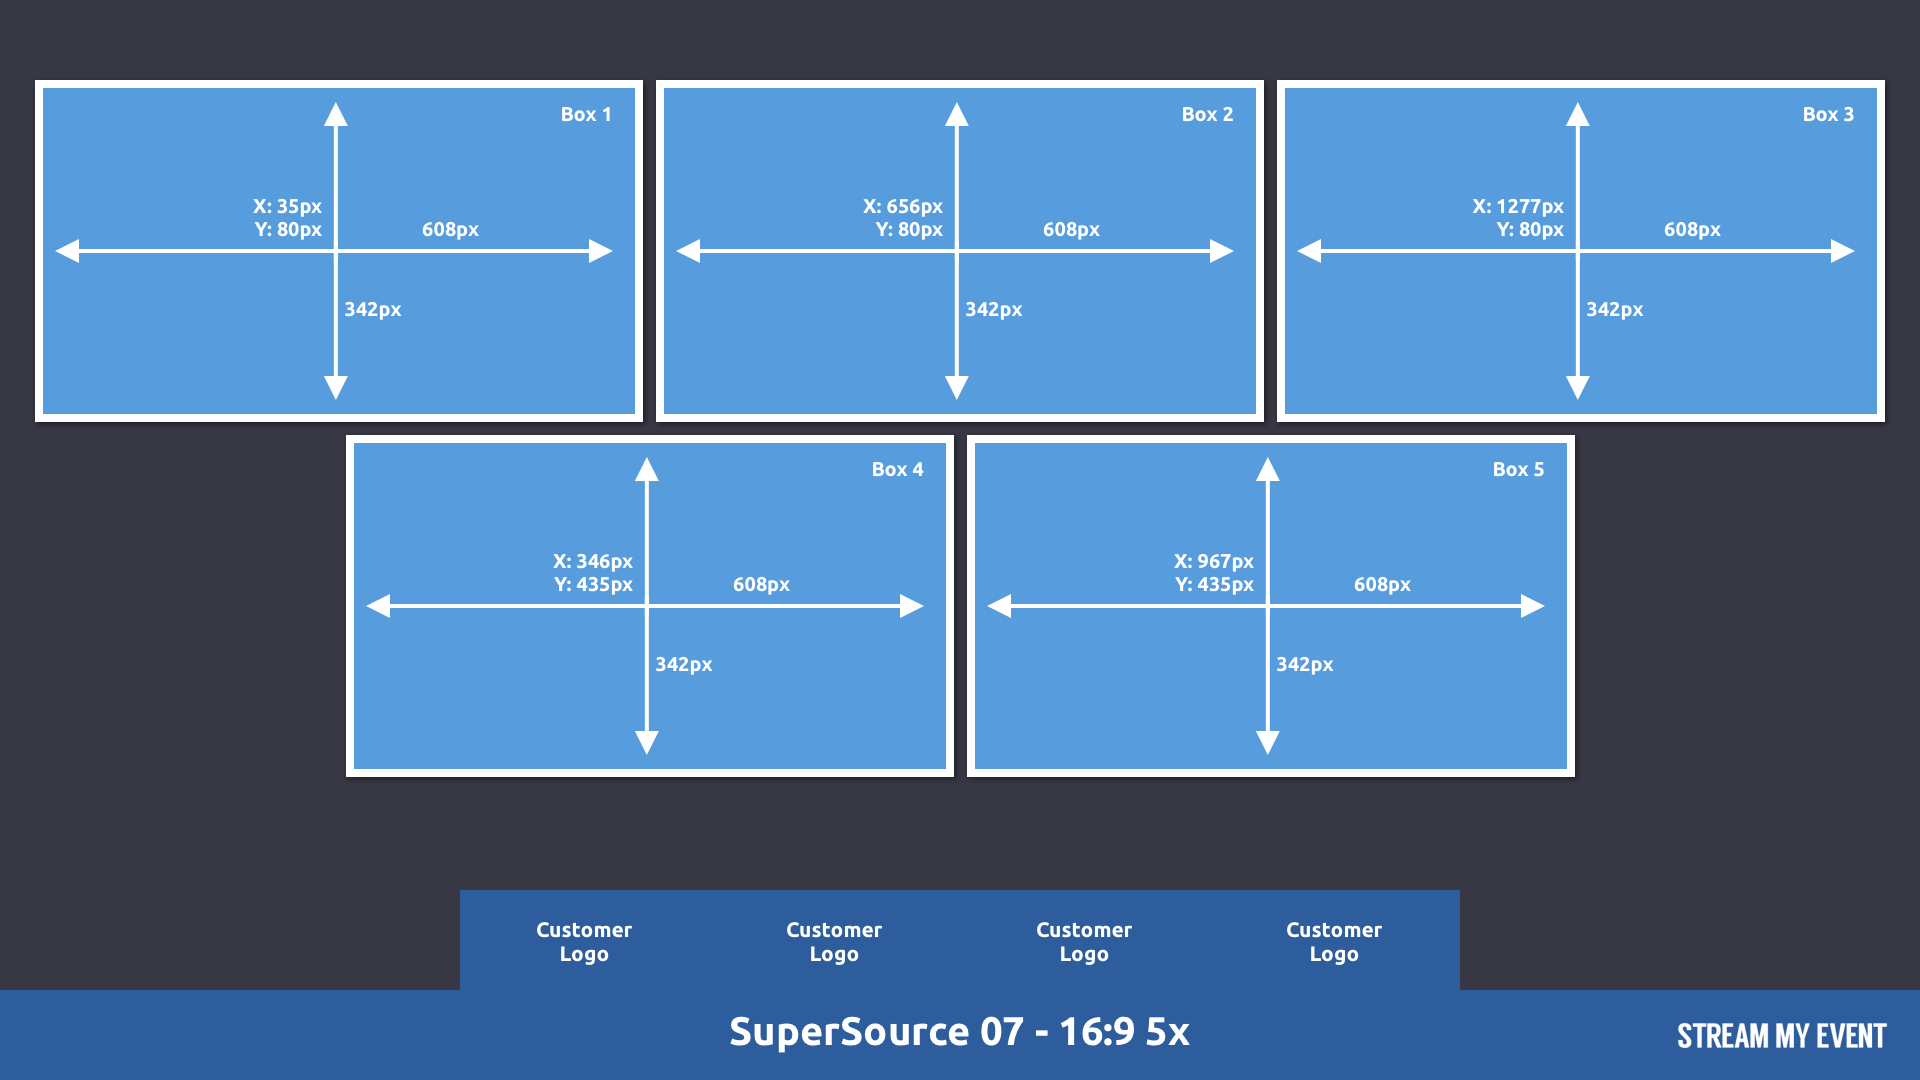 Box 1
X: 35px
Y: 80px
608px
342px
Box 2
X: 656px
Y: 80px
608px
342px
Box 3
X: 1277px
Y: 80px
608px
342px
Box 4
X: 346px
Y: 435px
608px
342px
Box 5
X: 967px
Y: 435px
608px
342px
Customer
Logo
Customer
Logo
Customer
Logo
Customer
Logo
SuperSource 07 - 16:9 5x
STREAM MY EVENT